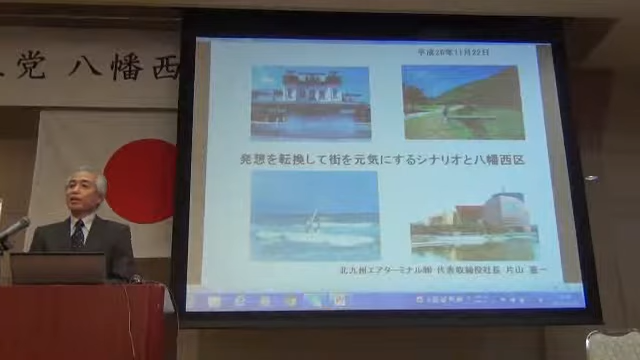 党 八幡西
平成26年11月22日
発想を転換して街を元気にするシナリオと八幡西区
北九州エアターミナル㈱ 代表取締役社長 片山 憲一